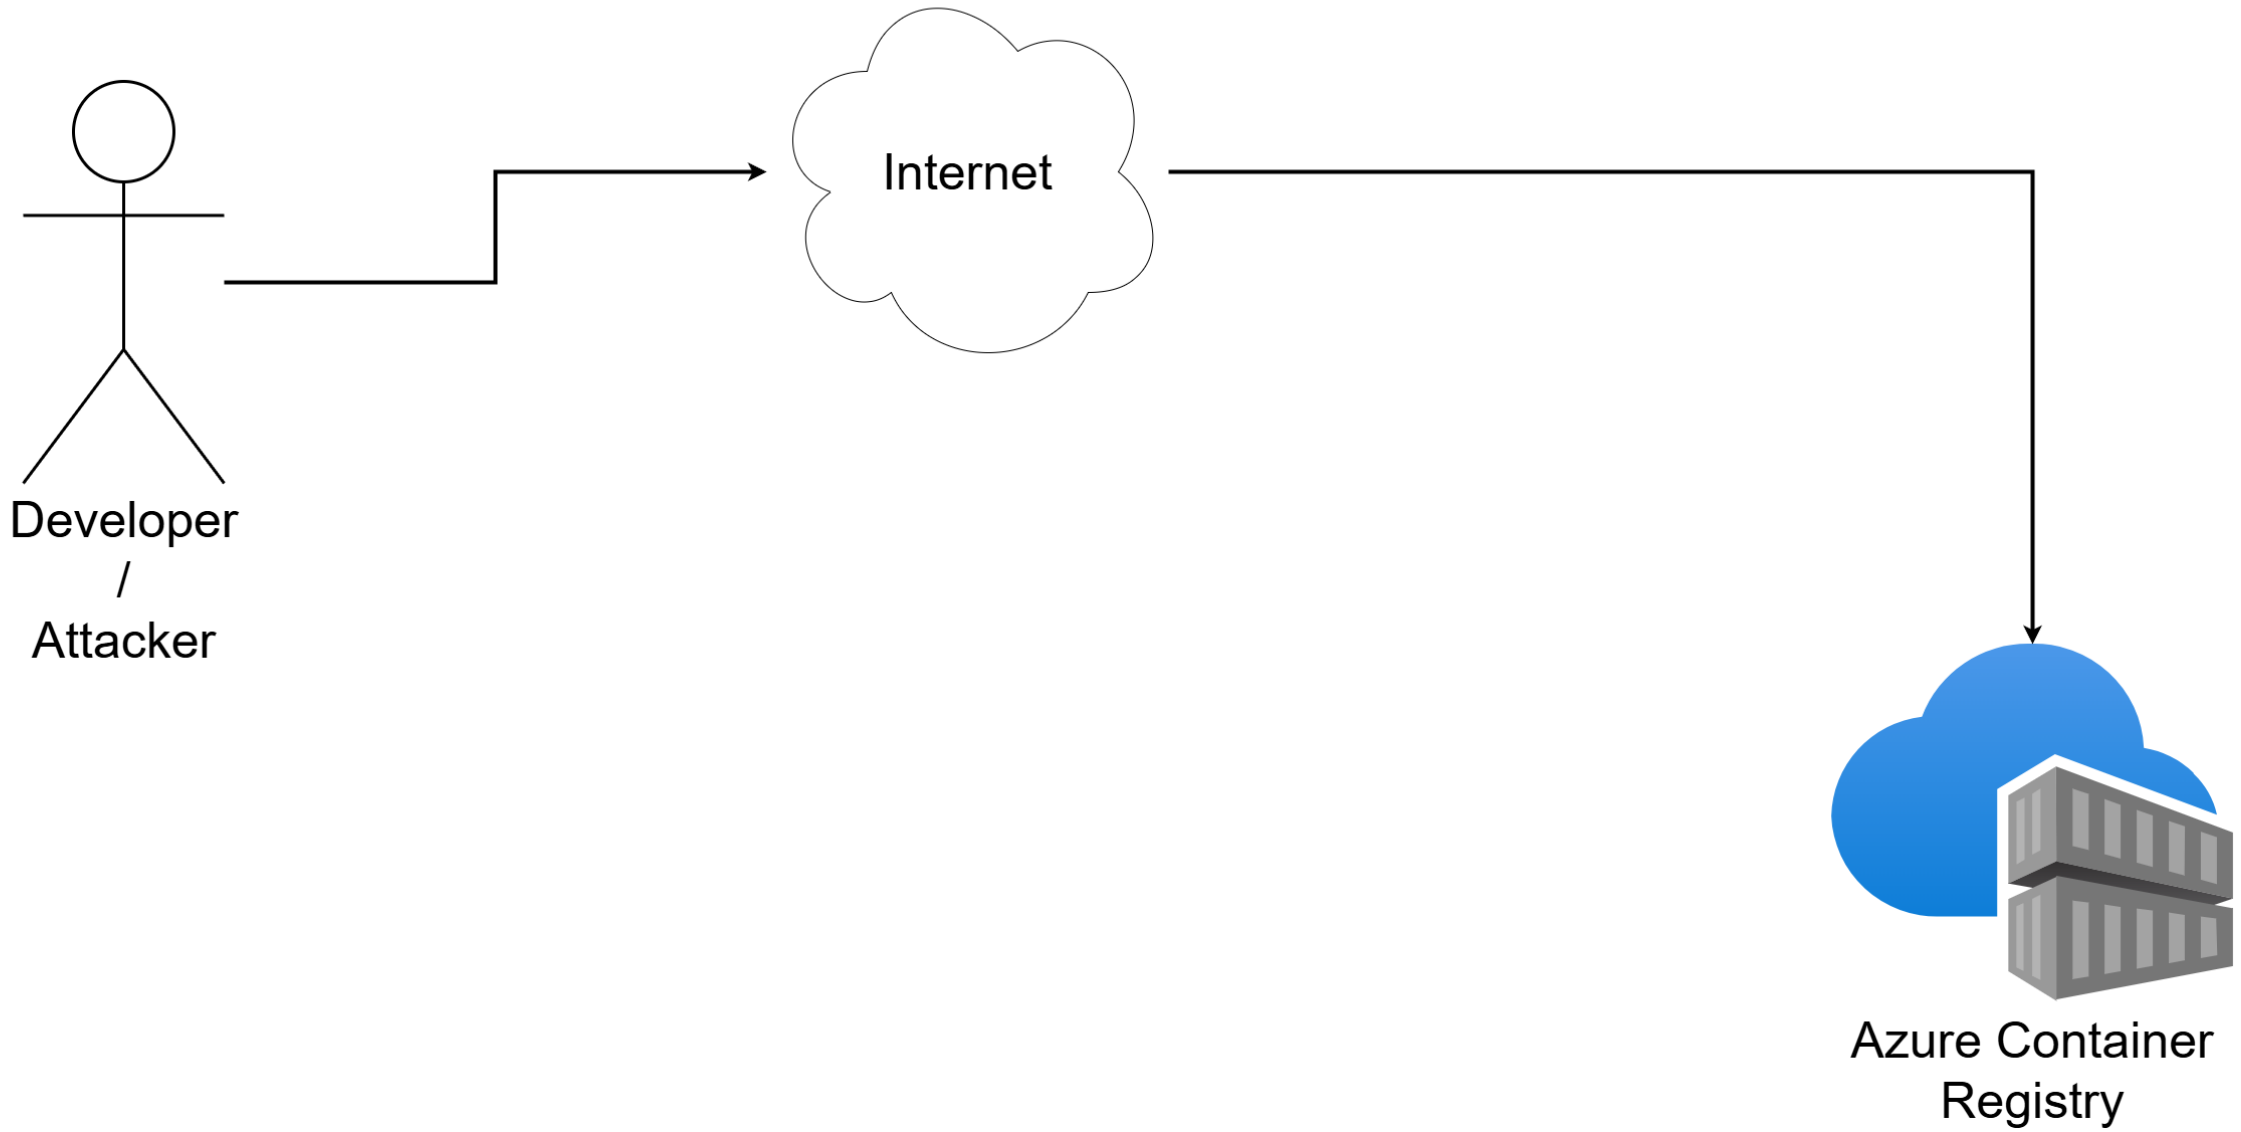 Internet
Developer
/
Attacker
Azure Container
Registry